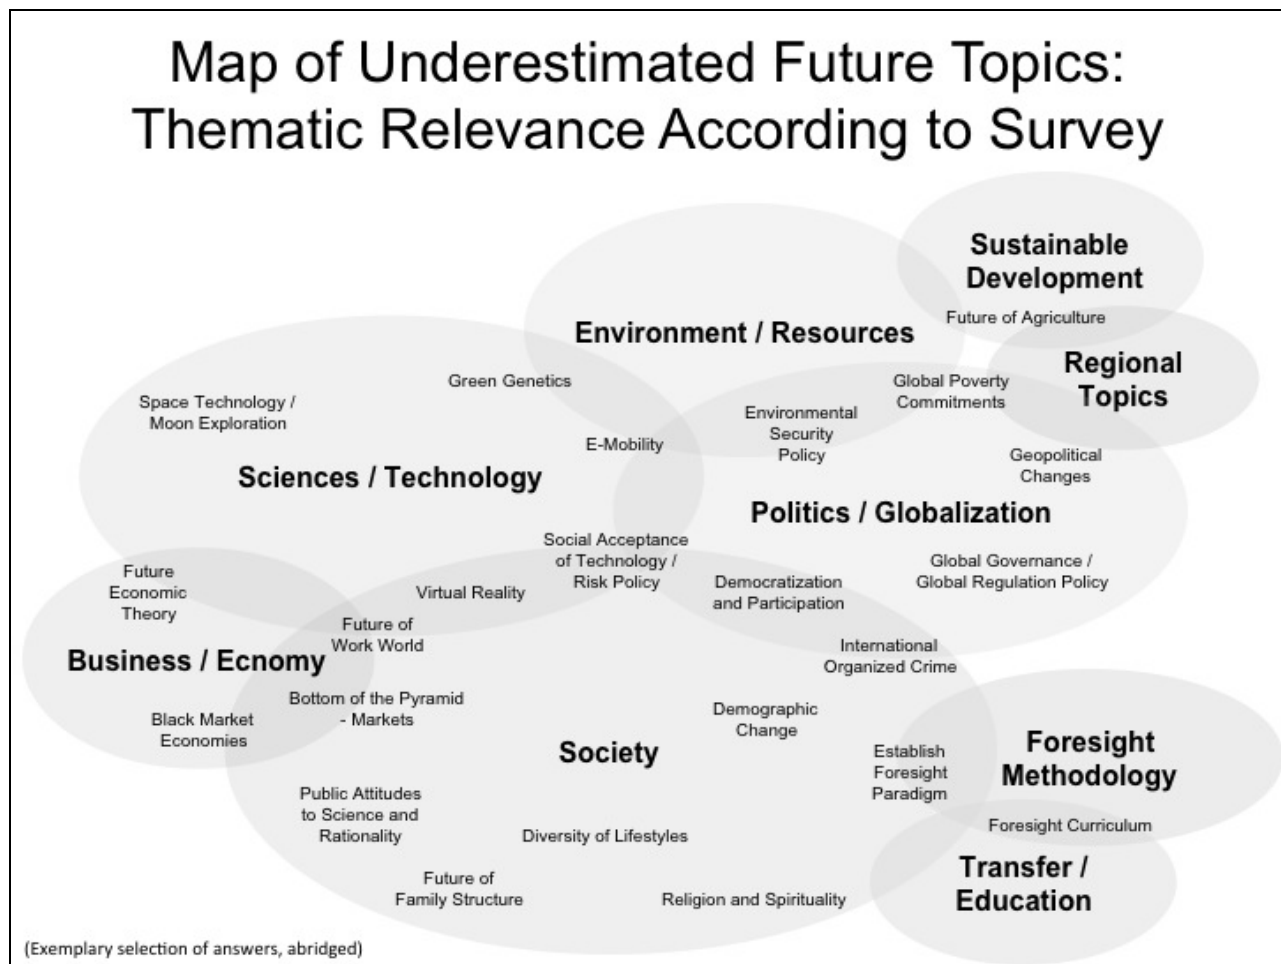 Map of Underestimated Future Topics:
Thematic Relevance According to Survey
Sustainable
Development
Future of Agriculture
Environment / Resources
Regional
Topics
Green Genetics
Global Poverty
Commitments
Space Technology /
Moon Exploration
Environmental
Security
Policy
E-Mobility
Geopolitical
Changes
Sciences / Technology
Politics / Globalization
Social Acceptance
of Technology /
Risk Policy
Global Governance /
Global Regulation Policy
Future
Economic
Theory
Virtual Reality
Democratization
and Participation
Future of
Work World
International
Organized Crime
Business / Ecnomy
Bottom of the Pyramid
- Markets
Black Market
Economies
Demographic
Change
Society
Establish
Foresight
Paradigm
Foresight
Methodology
Public Attitudes
to Science and
Rationality
Diversity of Lifestyles
Foresight Curriculum
Transfer /
Education
Future of
Family Structure
Religion and Spirituality
(Exemplary selection of answers, abridged)